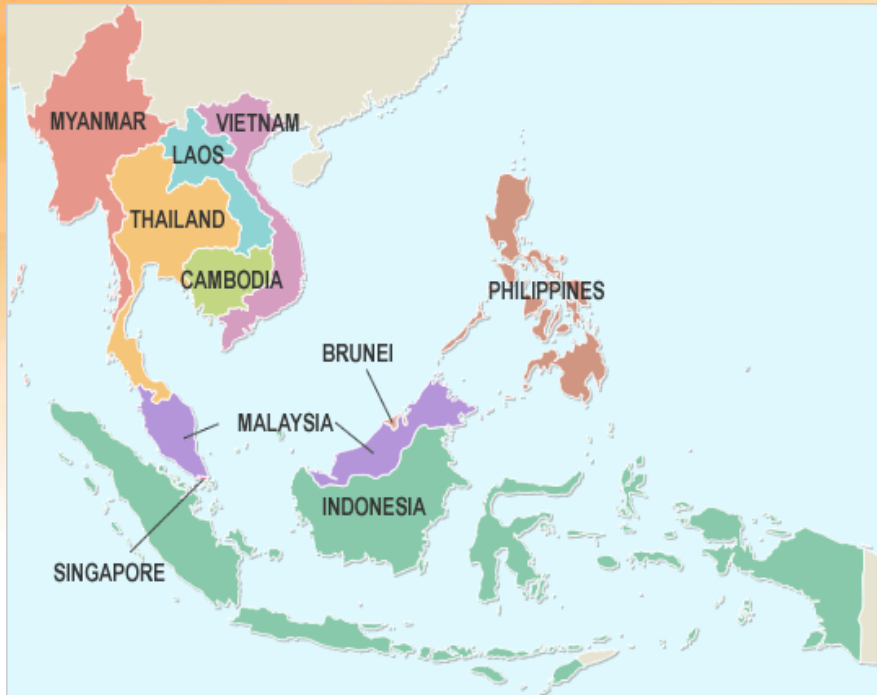 MYANMAR
VIETNAM
LAOS
THAILAND
CAMBODIA
PHILIPPINES
BRUNEI
MALAYSIA
INDONESIA
SINGAPORE